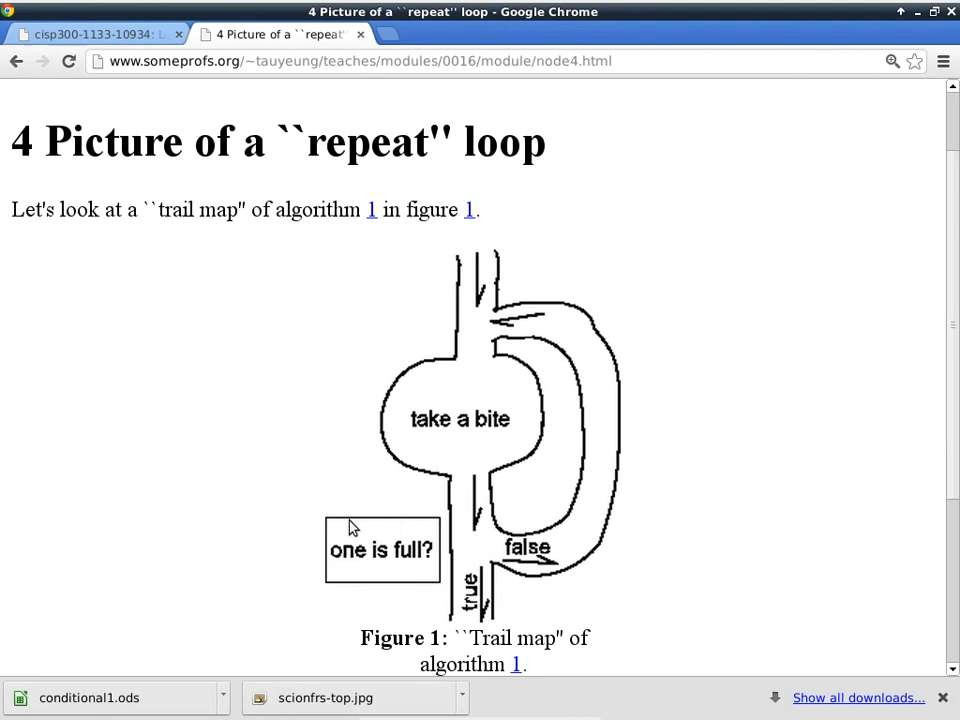 4 Picture of a ``repeat'' loop - Google Chrome
cisp300-1133-10934: L
4 Picture of a ``repeat''
www.someprofs.org/~tauyeung/teaches/modules/0016/module/node4.html
4 Picture of a ``repeat'' loop
Let's look at a ``trail map'' of algorithm 1 in figure 1.
take a bite
one is full?
false
true
Figure 1: ``Trail map'' of
algorithm 1.
conditional1.ods
scionfrs-top.jpg
Show all downloads...